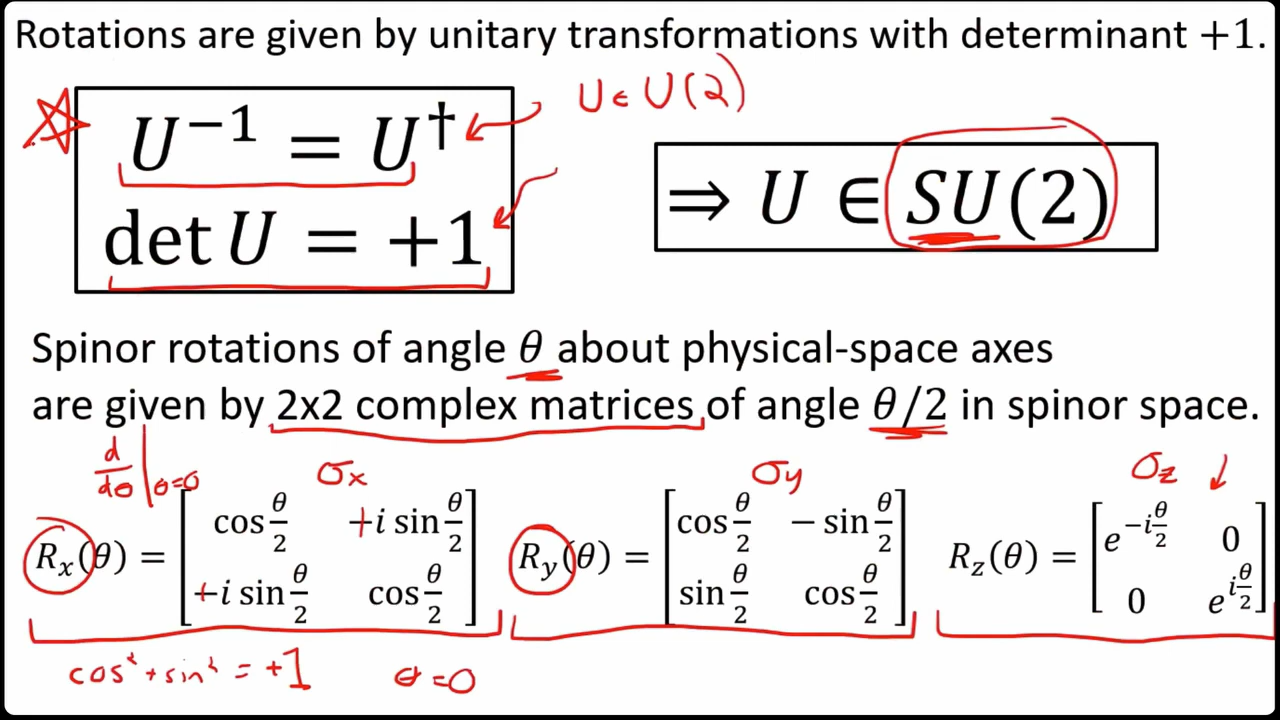 Rotations are given by unitary transformations with determinant +1.
U ∈ U(2)
U⁻¹ = U†
det U = +1
⇒ U ∈ SU(2)
Spinor rotations of angle θ about physical-space axes
are given by 2x2 complex matrices of angle θ/2 in spinor space.
d/dθ |θ=0
σx
σy
σz
Rx(θ) = [cos θ/2 +i sin θ/2
+i sin θ/2 cos θ/2]
Ry(θ) = [cos θ/2 − sin θ/2
sin θ/2 cos θ/2]
Rz(θ) = [e^(−iθ/2) 0
0 e^(iθ/2)]
cos² + sin² = +1
θ = 0